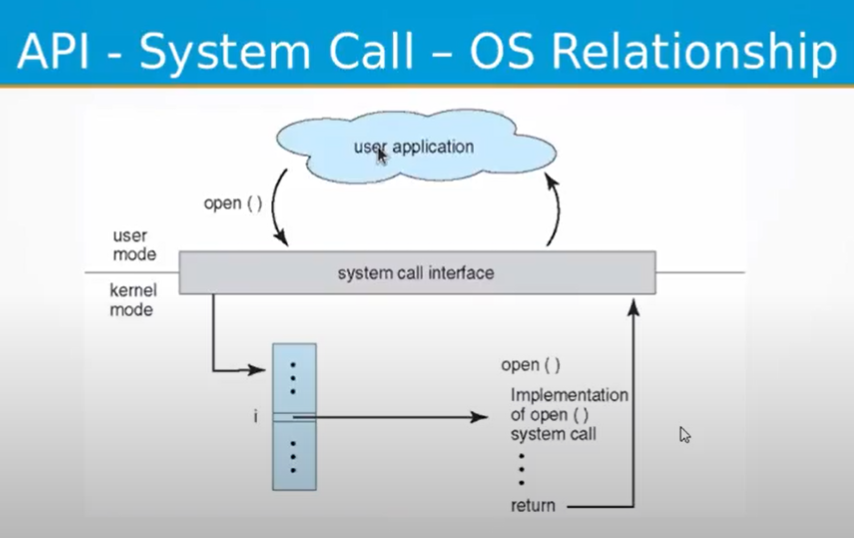 API - System Call – OS Relationship
user application
open ( )
user
mode
system call interface
kernel
mode
i
open ( )
Implementation
of open ( )
system call
return